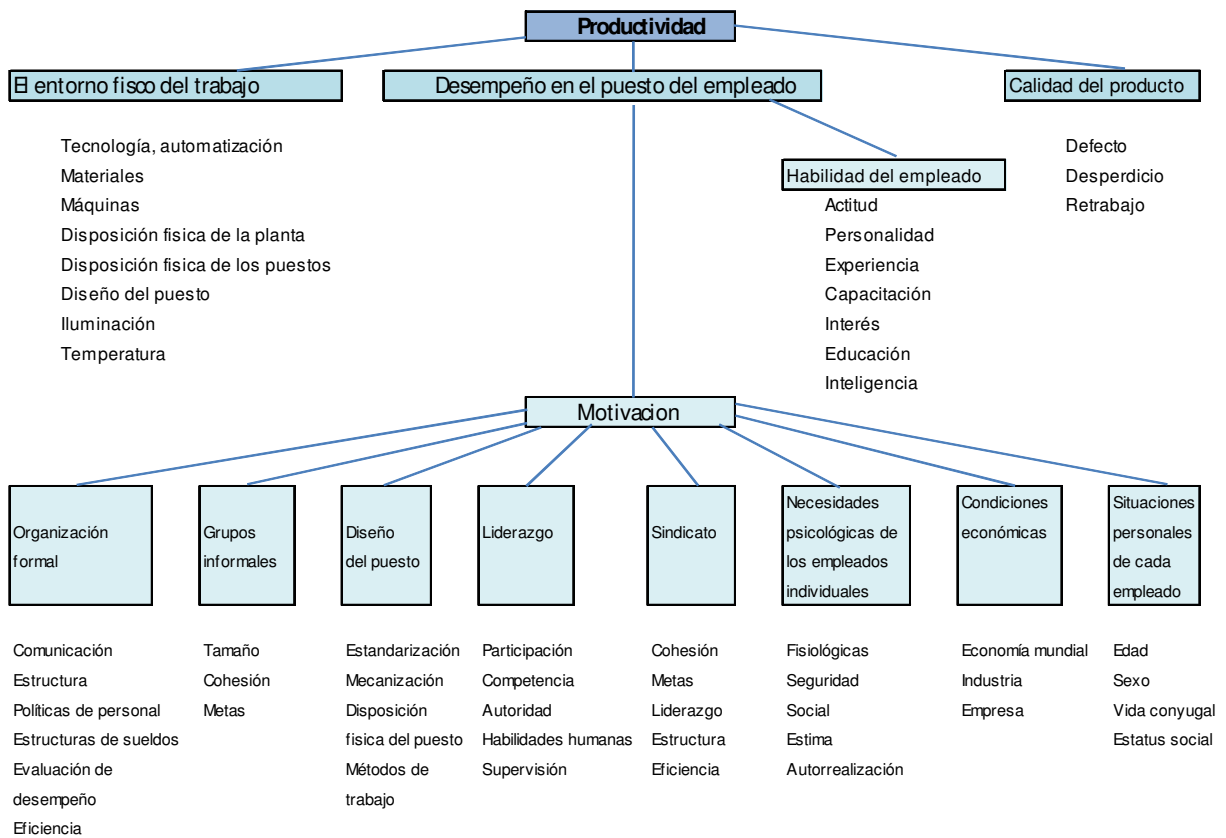 Productividad
El entorno fisco del trabajo
Desempeño en el puesto del empleado
Calidad del producto
Tecnología, automatización
Materiales
Máquinas
Disposición fisica de la planta
Disposición fisica de los puestos
Diseño del puesto
Iluminación
Temperatura
Habilidad del empleado
Actitud
Personalidad
Experiencia
Capacitación
Interés
Educación
Inteligencia
Defecto
Desperdicio
Retrabajo
Motivacion
Organización
formal
Grupos
informales
Diseño
del puesto
Liderazgo
Sindicato
Necesidades
psicológicas de
los empleados
individuales
Condiciones
económicas
Situaciones
personales
de cada
empleado
Comunicación
Estructura
Políticas de personal
Estructuras de sueldos
Evaluación de
desempeño
Eficiencia
Tamaño
Cohesión
Metas
Estandarización
Mecanización
Disposición
fisica del puesto
Métodos de
trabajo
Participación
Competencia
Autoridad
Habilidades humanas
Supervisión
Cohesión
Metas
Liderazgo
Estructura
Eficiencia
Fisiológicas
Seguridad
Social
Estima
Autorrealización
Economía mundial
Industria
Empresa
Edad
Sexo
Vida conyugal
Estatus social